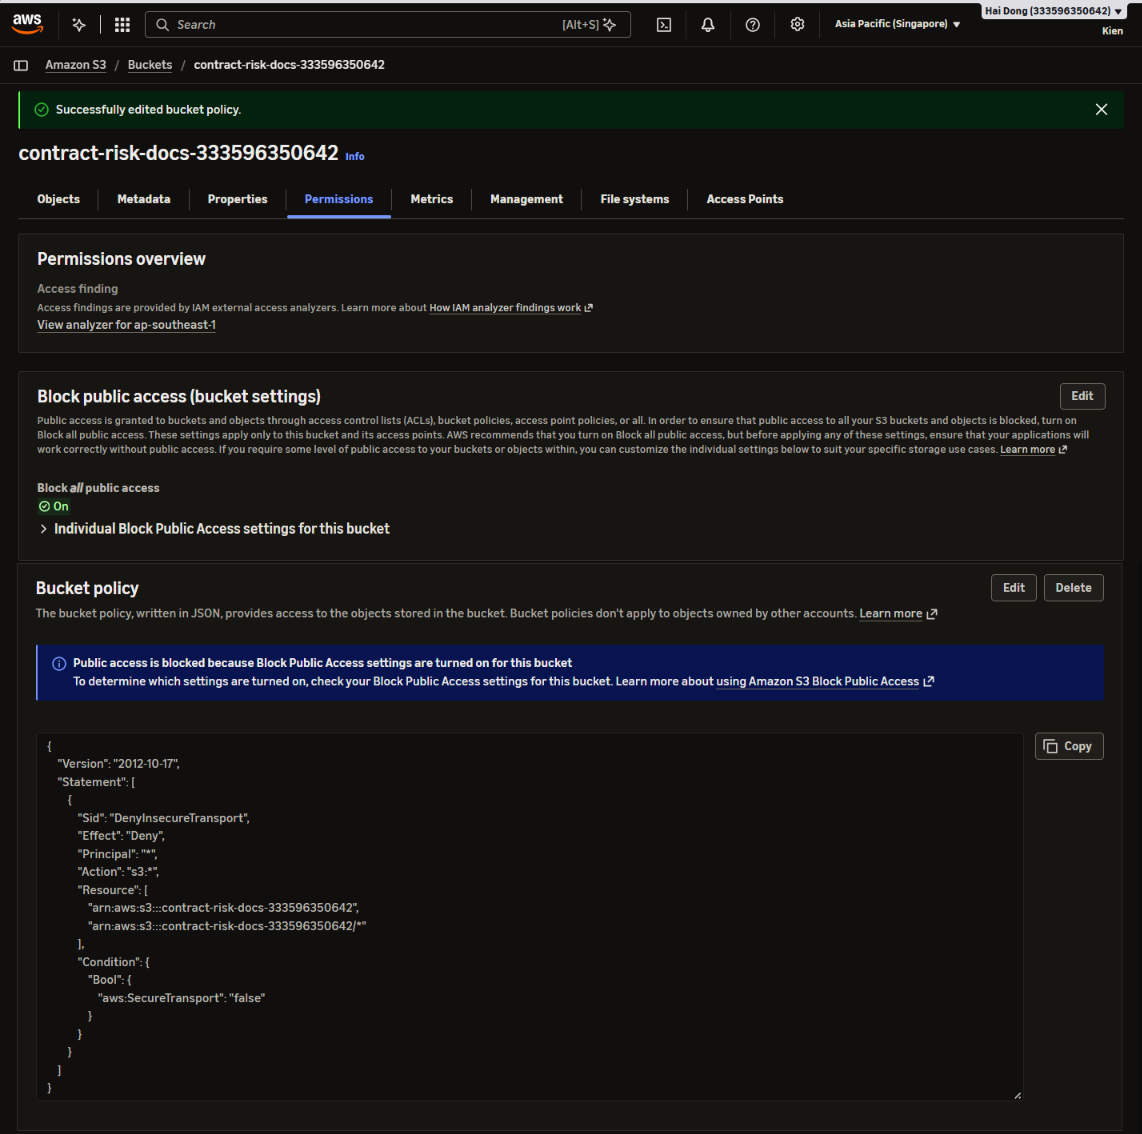 aws
Search
[Alt+S]
Asia Pacific (Singapore) ▼
Hai Dong (333596350642) ▼
Kien
Amazon S3 / Buckets / contract-risk-docs-333596350642
Successfully edited bucket policy.
contract-risk-docs-333596350642 Info
Objects
Metadata
Properties
Permissions
Metrics
Management
File systems
Access Points
Permissions overview
Access finding
Access findings are provided by IAM external access analyzers. Learn more about How IAM analyzer findings work
View analyzer for ap-southeast-1
Block public access (bucket settings)
Edit
Public access is granted to buckets and objects through access control lists (ACLs), bucket policies, access point policies, or all. In order to ensure that public access to all your S3 buckets and objects is blocked, turn on
Block all public access. These settings apply only to this bucket and its access points. AWS recommends that you turn on Block all public access, but before applying any of these settings, ensure that your applications will
work correctly without public access. If you require some level of public access to your buckets or objects within, you can customize the individual settings below to suit your specific storage use cases. Learn more
Block all public access
On
Individual Block Public Access settings for this bucket
Bucket policy
Edit
Delete
The bucket policy, written in JSON, provides access to the objects stored in the bucket. Bucket policies don't apply to objects owned by other accounts. Learn more
Public access is blocked because Block Public Access settings are turned on for this bucket
To determine which settings are turned on, check your Block Public Access settings for this bucket. Learn more about using Amazon S3 Block Public Access
Copy
{
"Version": "2012-10-17",
"Statement": [
{
"Sid": "DenyInsecureTransport",
"Effect": "Deny",
"Principal": "*",
"Action": "s3:*",
"Resource": [
"arn:aws:s3:::contract-risk-docs-333596350642",
"arn:aws:s3:::contract-risk-docs-333596350642/*"
],
"Condition": {
"Bool": {
"aws:SecureTransport": "false"
}
}
}
]
}